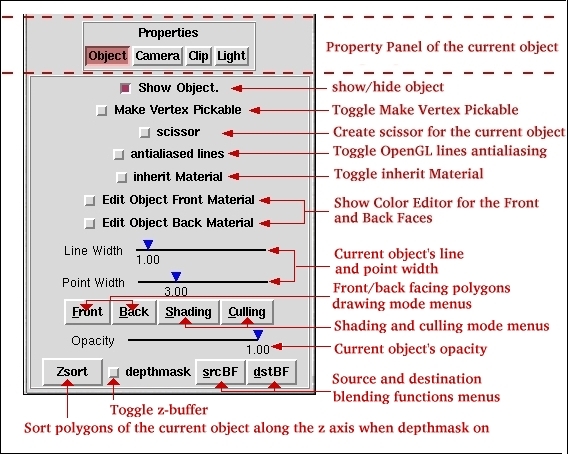 Properties
Object Camera Clip Light
Property Panel of the current object
Show Object.
show/hide object
Make Vertex Pickable
Toggle Make Vertex Pickable
scissor
Create scissor for the current object
antialiased lines
Toggle OpenGL lines antialiasing
inherit Material
Toggle inherit Material
Edit Object Front Material
Edit Object Back Material
Show Color Editor for the Front
and Back Faces
Line Width
1.00
Point Width
3.00
Current object's line
and point width
Front Back Shading Culling
Front/back facing polygons
drawing mode menus
Shading and culling mode menus
Opacity
1.00
Current object's opacity
Zsort depthmask srcBF dstBF
Source and destination
blending functions menus
Toggle z-buffer
Sort polygons of the current object along the z axis when depthmask on